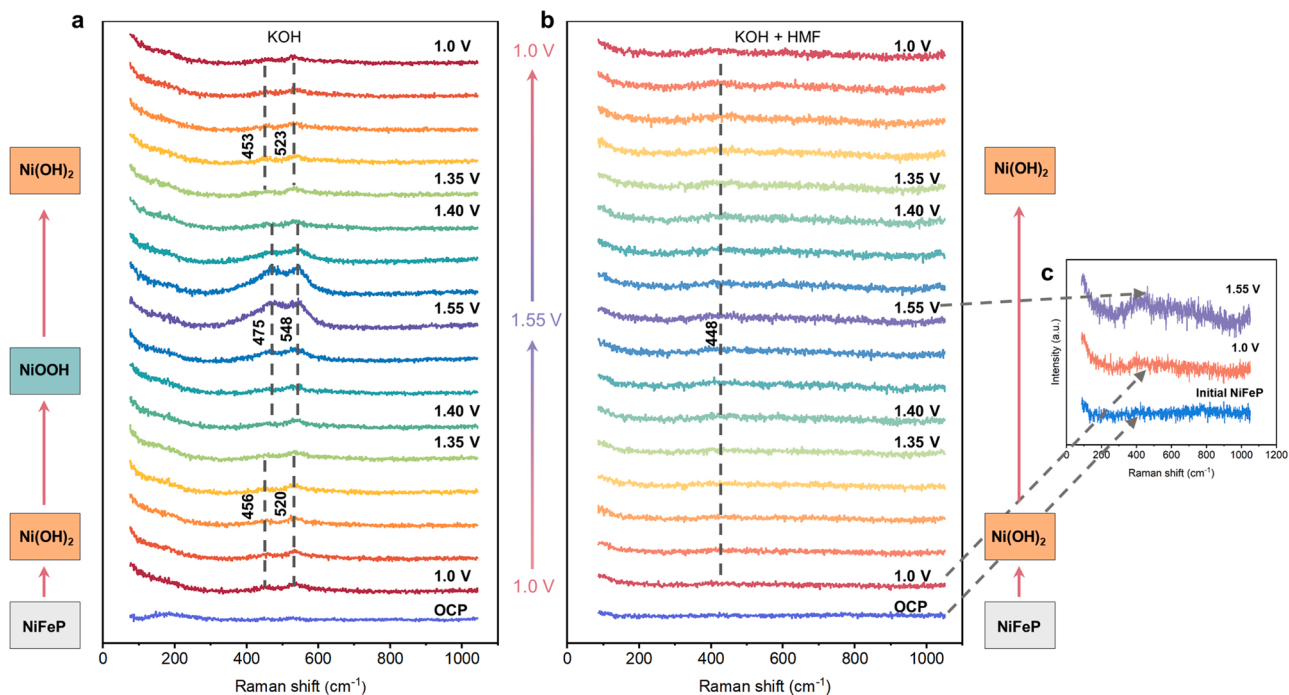 a
KOH
1.0 V
453
523
1.35 V
1.40 V
1.55 V
475
548
1.40 V
1.35 V
456
520
1.0 V
OCP
0
200
400
600
800
1000
Raman shift (cm⁻¹)
Ni(OH)₂
NiOOH
Ni(OH)₂
NiFeP
1.0 V
1.55 V
1.0 V
b
KOH + HMF
1.0 V
1.35 V
1.40 V
1.55 V
448
1.40 V
1.35 V
1.0 V
OCP
0
200
400
600
800
1000
Raman shift (cm⁻¹)
Ni(OH)₂
Ni(OH)₂
NiFeP
c
1.55 V
1.0 V
Initial NiFeP
Intensity (a.u.)
0
200
400
600
800
1000
1200
Raman shift (cm⁻¹)